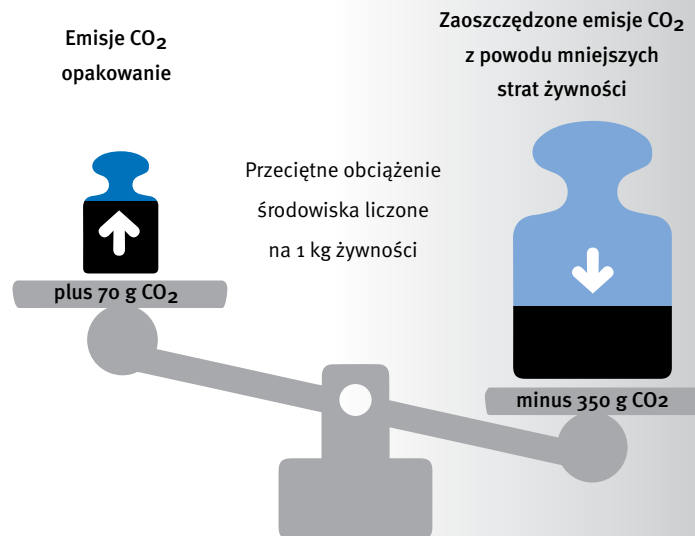 Emisje CO₂
opakowanie
Zaoszczędzone emisje CO₂
z powodu mniejszych
strat żywności
Przeciętne obciążenie
środowiska liczone
na 1 kg żywności
plus 70 g CO₂
minus 350 g CO2